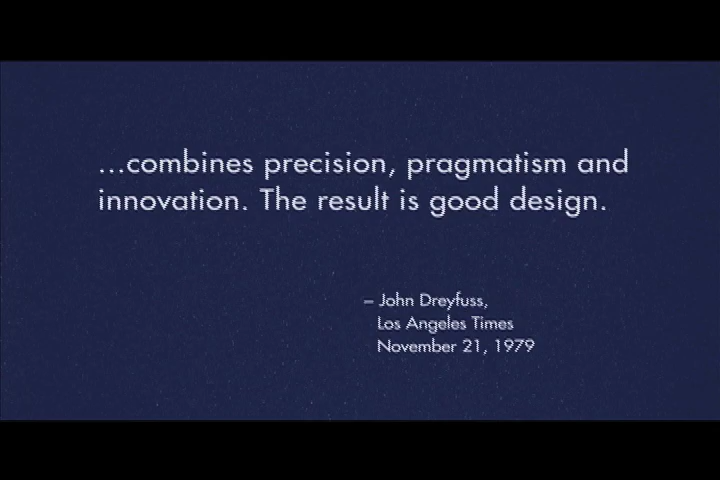 ...combines precision, pragmatism and
innovation. The result is good design.
– John Dreyfuss,
Los Angeles Times
November 21, 1979